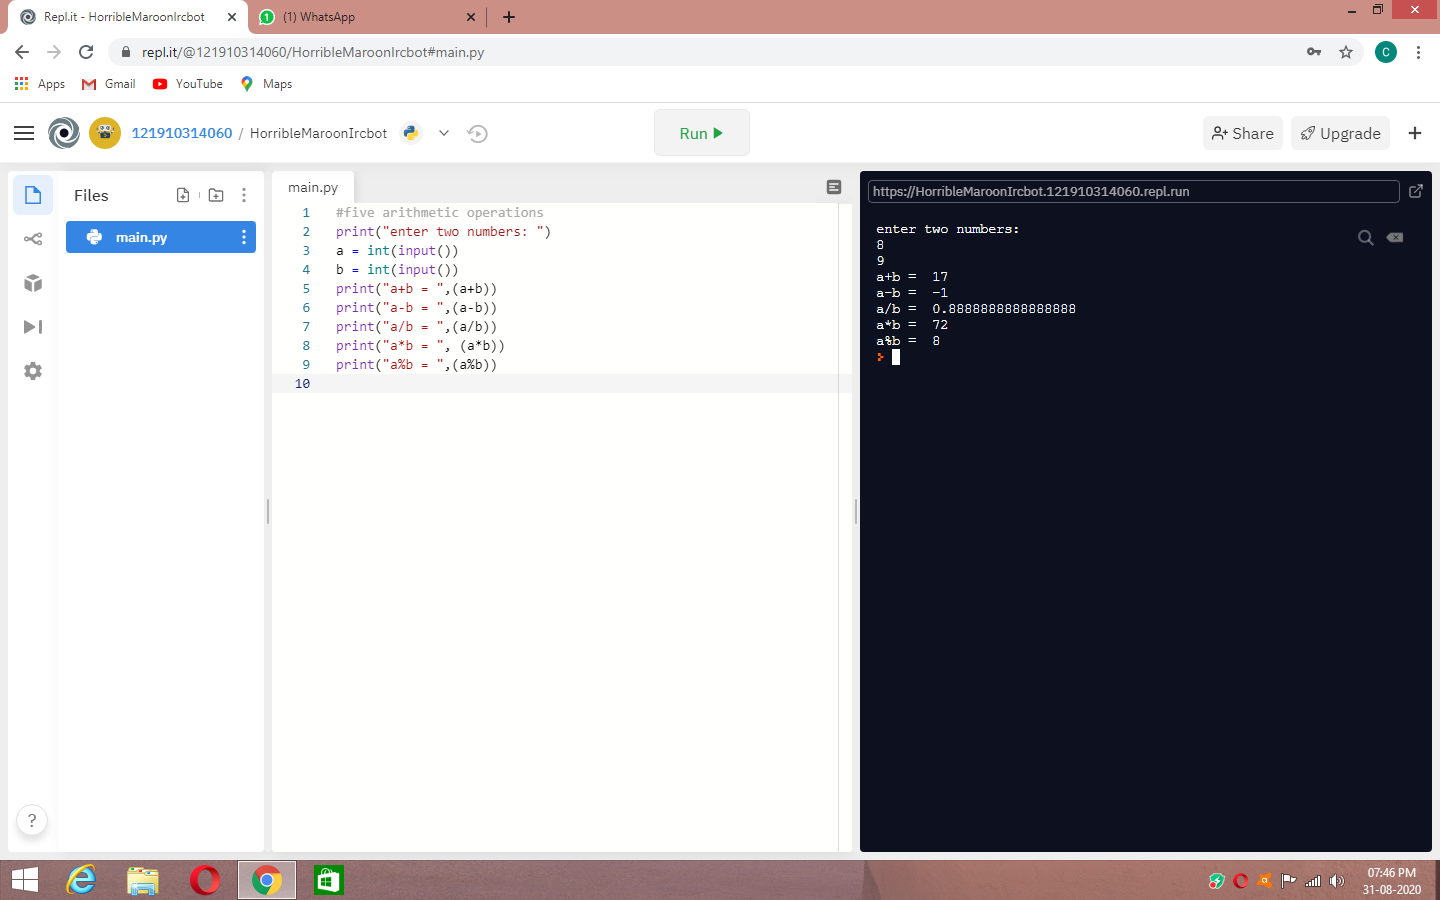 Repl.it - HorribleMaroonIrcbot
(1) WhatsApp
repl.it/@121910314060/HorribleMaroonIrcbot#main.py
C
Apps Gmail YouTube Maps
121910314060 / HorribleMaroonIrcbot
Run
Share
Upgrade
Files
main.py
main.py
1 #five arithmetic operations
2 print("enter two numbers: ")
3 a = int(input())
4 b = int(input())
5 print("a+b = ",(a+b))
6 print("a-b = ",(a-b))
7 print("a/b = ",(a/b))
8 print("a*b = ", (a*b))
9 print("a%b = ",(a%b))
10
https://HorribleMaroonIrcbot.121910314060.repl.run
enter two numbers:
8
9
a+b =  17
a-b =  -1
a/b =  0.8888888888888888
a*b =  72
a%b =  8
?
07:46 PM
31-08-2020